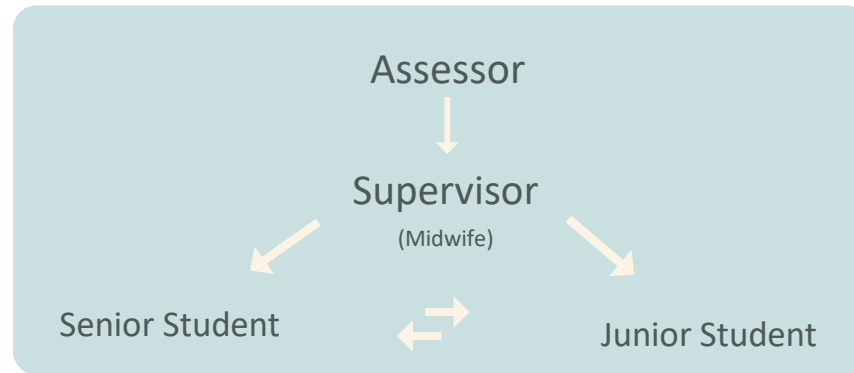 Assessor
Supervisor
(Midwife)
Senior Student
Junior Student